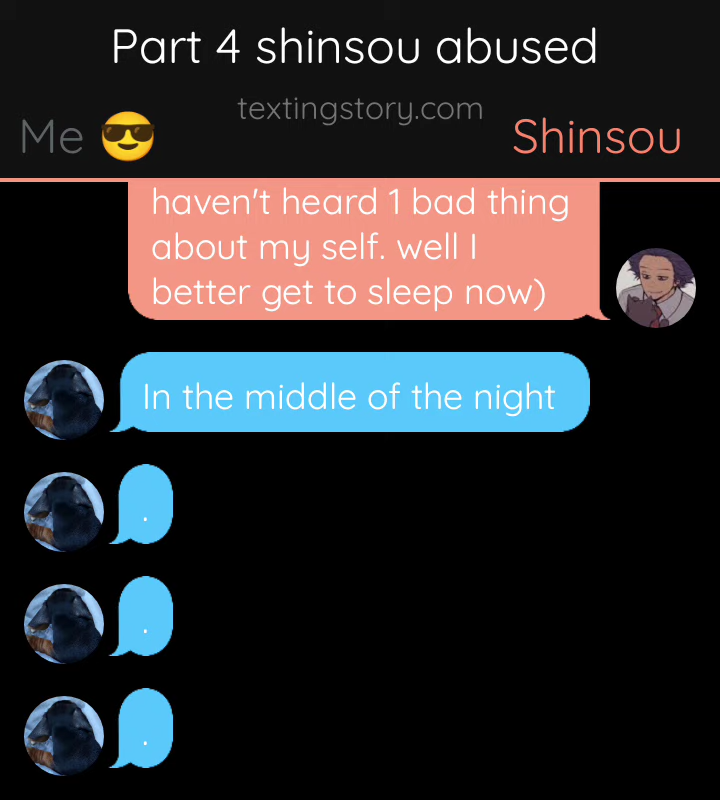 Part 4 shinsou abused
textingstory.com
Me 😎
Shinsou
haven't heard 1 bad thing
about my self. well I
better get to sleep now)
In the middle of the night
.
.
.